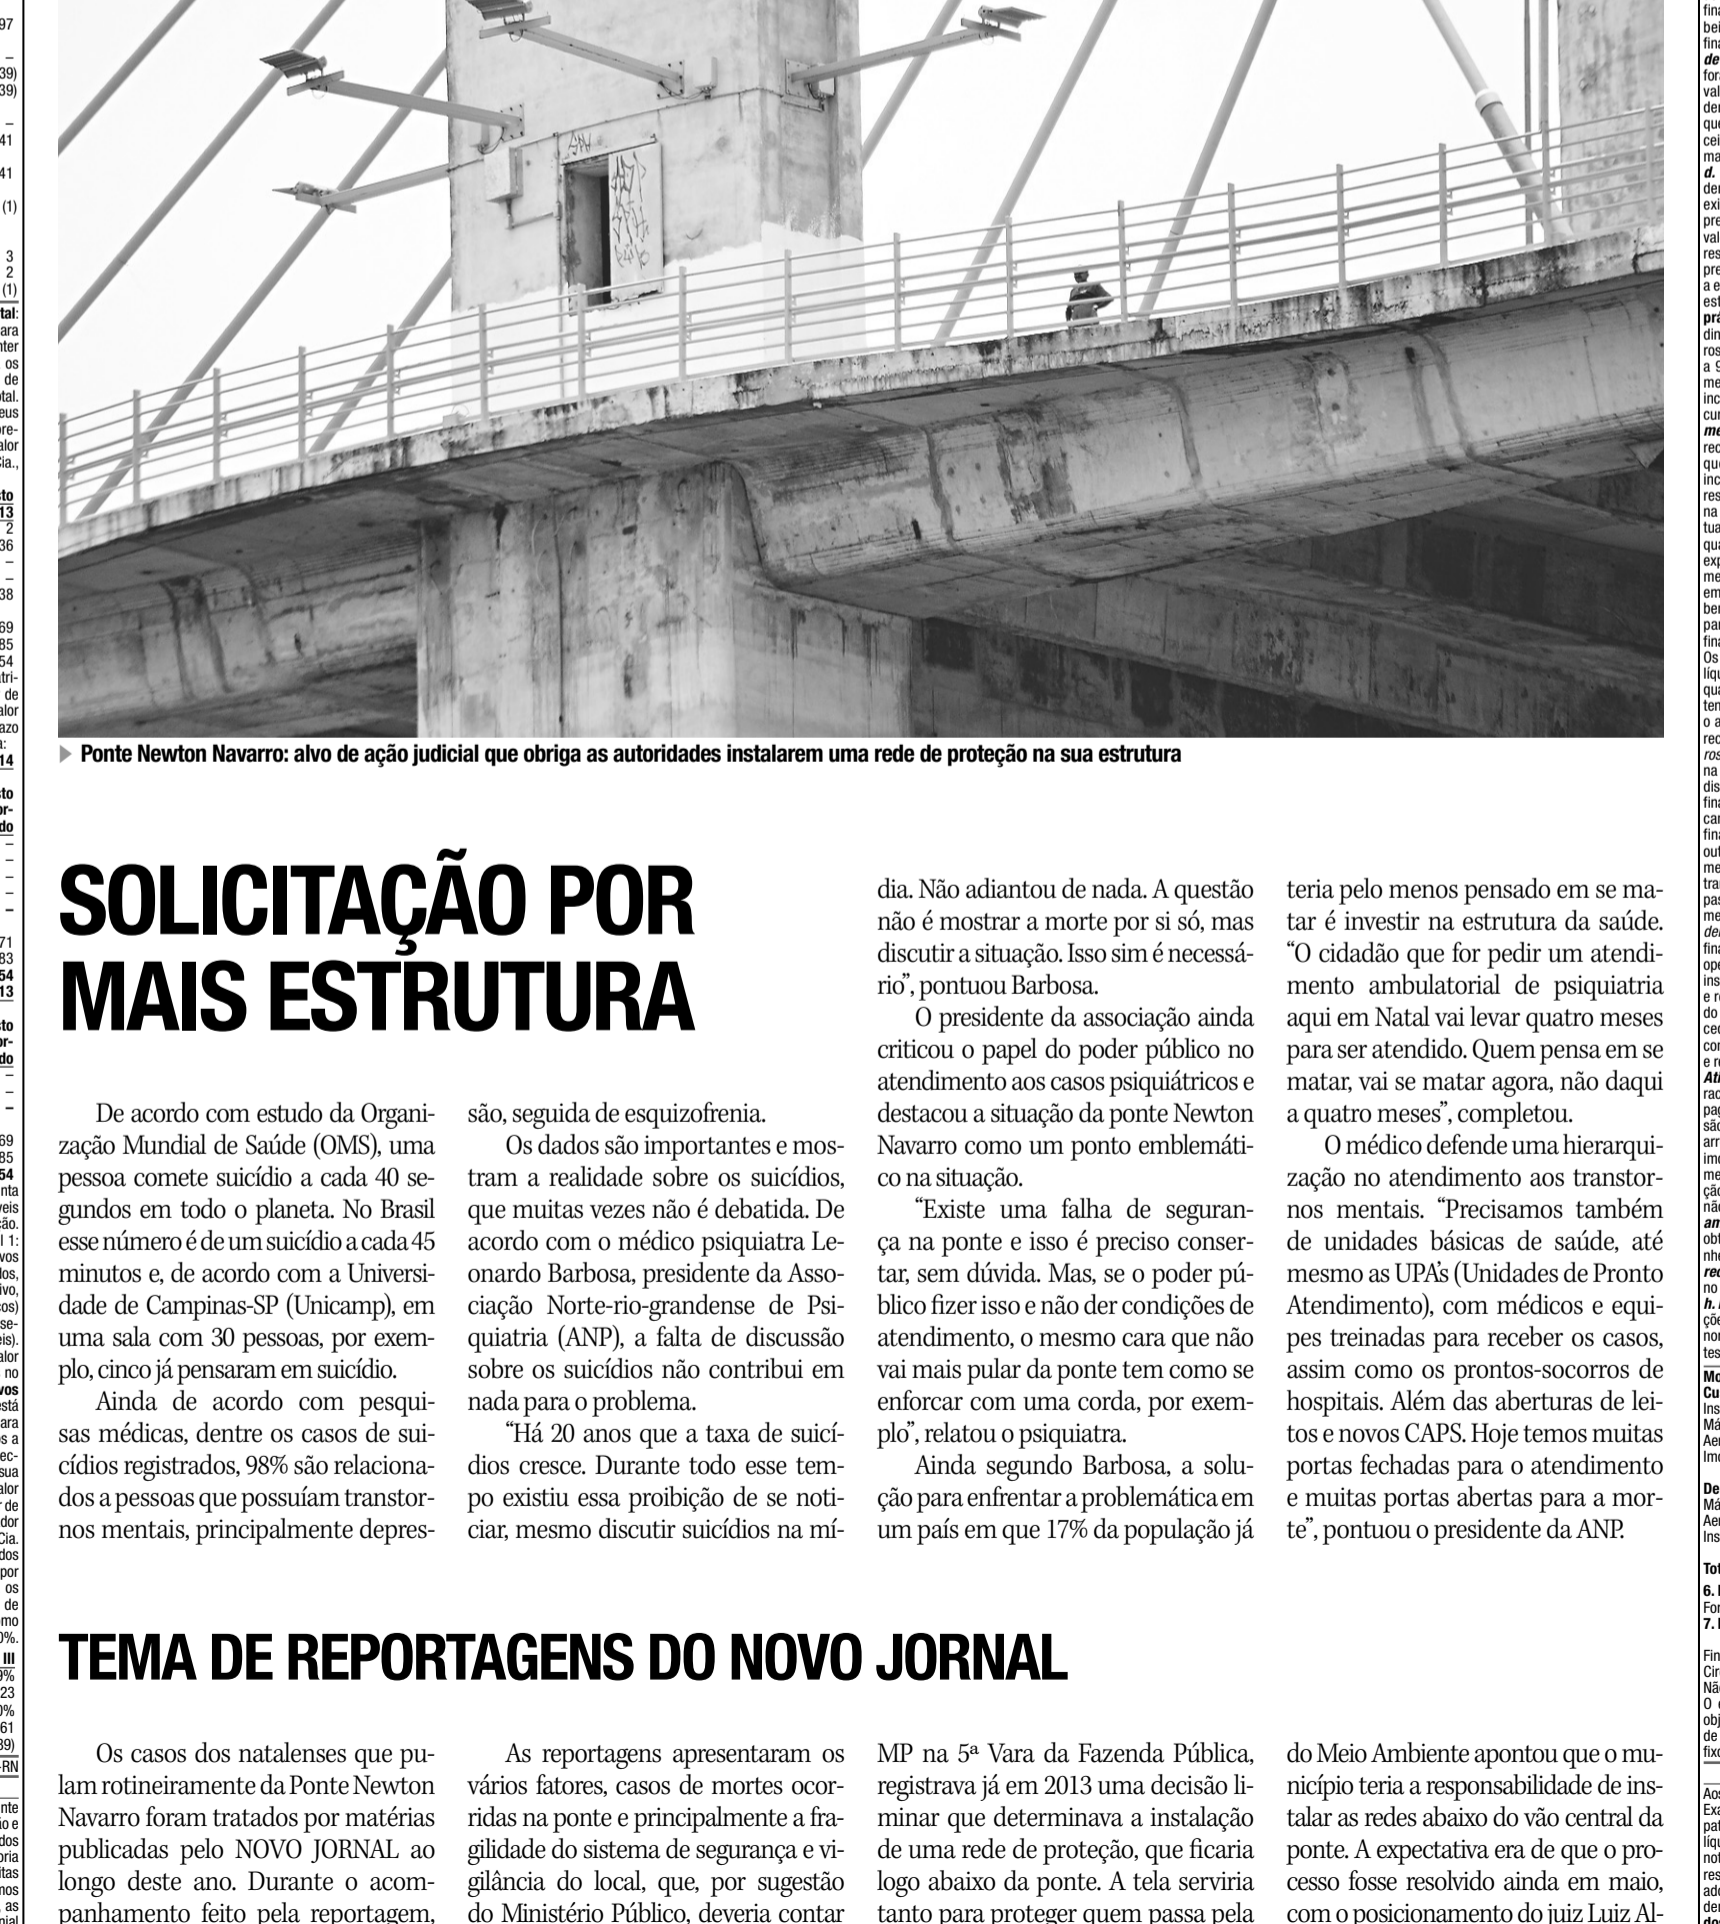 Ponte Newton Navarro: alvo de ação judicial que obriga as autoridades instalarem uma rede de proteção na sua estrutura
SOLICITAÇÃO POR
MAIS ESTRUTURA
De acordo com estudo da Organi-
zação Mundial de Saúde (OMS), uma
pessoa comete suicídio a cada 40 se-
gundos em todo o planeta. No Brasil
esse número é de um suicídio a cada 45
minutos e, de acordo com a Universi-
dade de Campinas-SP (Unicamp), em
uma sala com 30 pessoas, por exem-
plo, cinco já pensaram em suicídio.
Ainda de acordo com pesqui-
sas médicas, dentre os casos de sui-
cídios registrados, 98% são relaciona-
dos a pessoas que possuíam transtor-
nos mentais, principalmente depres-
são, seguida de esquizofrenia.
Os dados são importantes e mos-
tram a realidade sobre os suicídios,
que muitas vezes não é debatida. De
acordo com o médico psiquiatra Le-
onardo Barbosa, presidente da Asso-
ciação Norte-rio-grandense de Psi-
quiatria (ANP), a falta de discussão
sobre os suicídios não contribui em
nada para o problema.
“Há 20 anos que a taxa de suicí-
dios cresce. Durante todo esse tem-
po existiu essa proibição de se noti-
ciar, mesmo discutir suicídios na mí-
dia. Não adiantou de nada. A questão
não é mostrar a morte por si só, mas
discutir a situação. Isso sim é necessá-
rio”, pontuou Barbosa.
O presidente da associação ainda
criticou o papel do poder público no
atendimento aos casos psiquiátricos e
destacou a situação da ponte Newton
Navarro como um ponto emblemáti-
co na situação.
“Existe uma falha de seguran-
ça na ponte e isso é preciso conser-
tar, sem dúvida. Mas, se o poder pú-
blico fizer isso e não der condições de
atendimento, o mesmo cara que não
vai mais pular da ponte tem como se
enforcar com uma corda, por exem-
plo”, relatou o psiquiatra.
Ainda segundo Barbosa, a solu-
ção para enfrentar a problemática em
um país em que 17% da população já
teria pelo menos pensado em se ma-
tar é investir na estrutura da saúde.
“O cidadão que for pedir um atendi-
mento ambulatorial de psiquiatria
aqui em Natal vai levar quatro meses
para ser atendido. Quem pensa em se
matar, vai se matar agora, não daqui
a quatro meses”, completou.
O médico defende uma hierarqui-
zação no atendimento aos transtor-
nos mentais. “Precisamos também
de unidades básicas de saúde, até
mesmo as UPA’s (Unidades de Pronto
Atendimento), com médicos e equi-
pes treinadas para receber os casos,
assim como os prontos-socorros de
hospitais. Além das aberturas de lei-
tos e novos CAPS. Hoje temos muitas
portas fechadas para o atendimento
e muitas portas abertas para a mor-
te”, pontuou o presidente da ANP.
TEMA DE REPORTAGENS DO NOVO JORNAL
Os casos dos natalenses que pu-
lam rotineiramente da Ponte Newton
Navarro foram tratados por matérias
publicadas pelo NOVO JORNAL ao
longo deste ano. Durante o acom-
panhamento feito pela reportagem,
As reportagens apresentaram os
vários fatores, casos de mortes ocor-
ridas na ponte e principalmente a fra-
gilidade do sistema de segurança e vi-
gilância do local, que, por sugestão
do Ministério Público, deveria contar
MP na 5ª Vara da Fazenda Pública,
registrava já em 2013 uma decisão li-
minar que determinava a instalação
de uma rede de proteção, que ficaria
logo abaixo da ponte. A tela serviria
tanto para proteger quem passa pela
do Meio Ambiente apontou que o mu-
nicípio teria a responsabilidade de ins-
talar as redes abaixo do vão central da
ponte. A expectativa era de que o pro-
cesso fosse resolvido ainda em maio,
com o posicionamento do juiz Luiz Al-